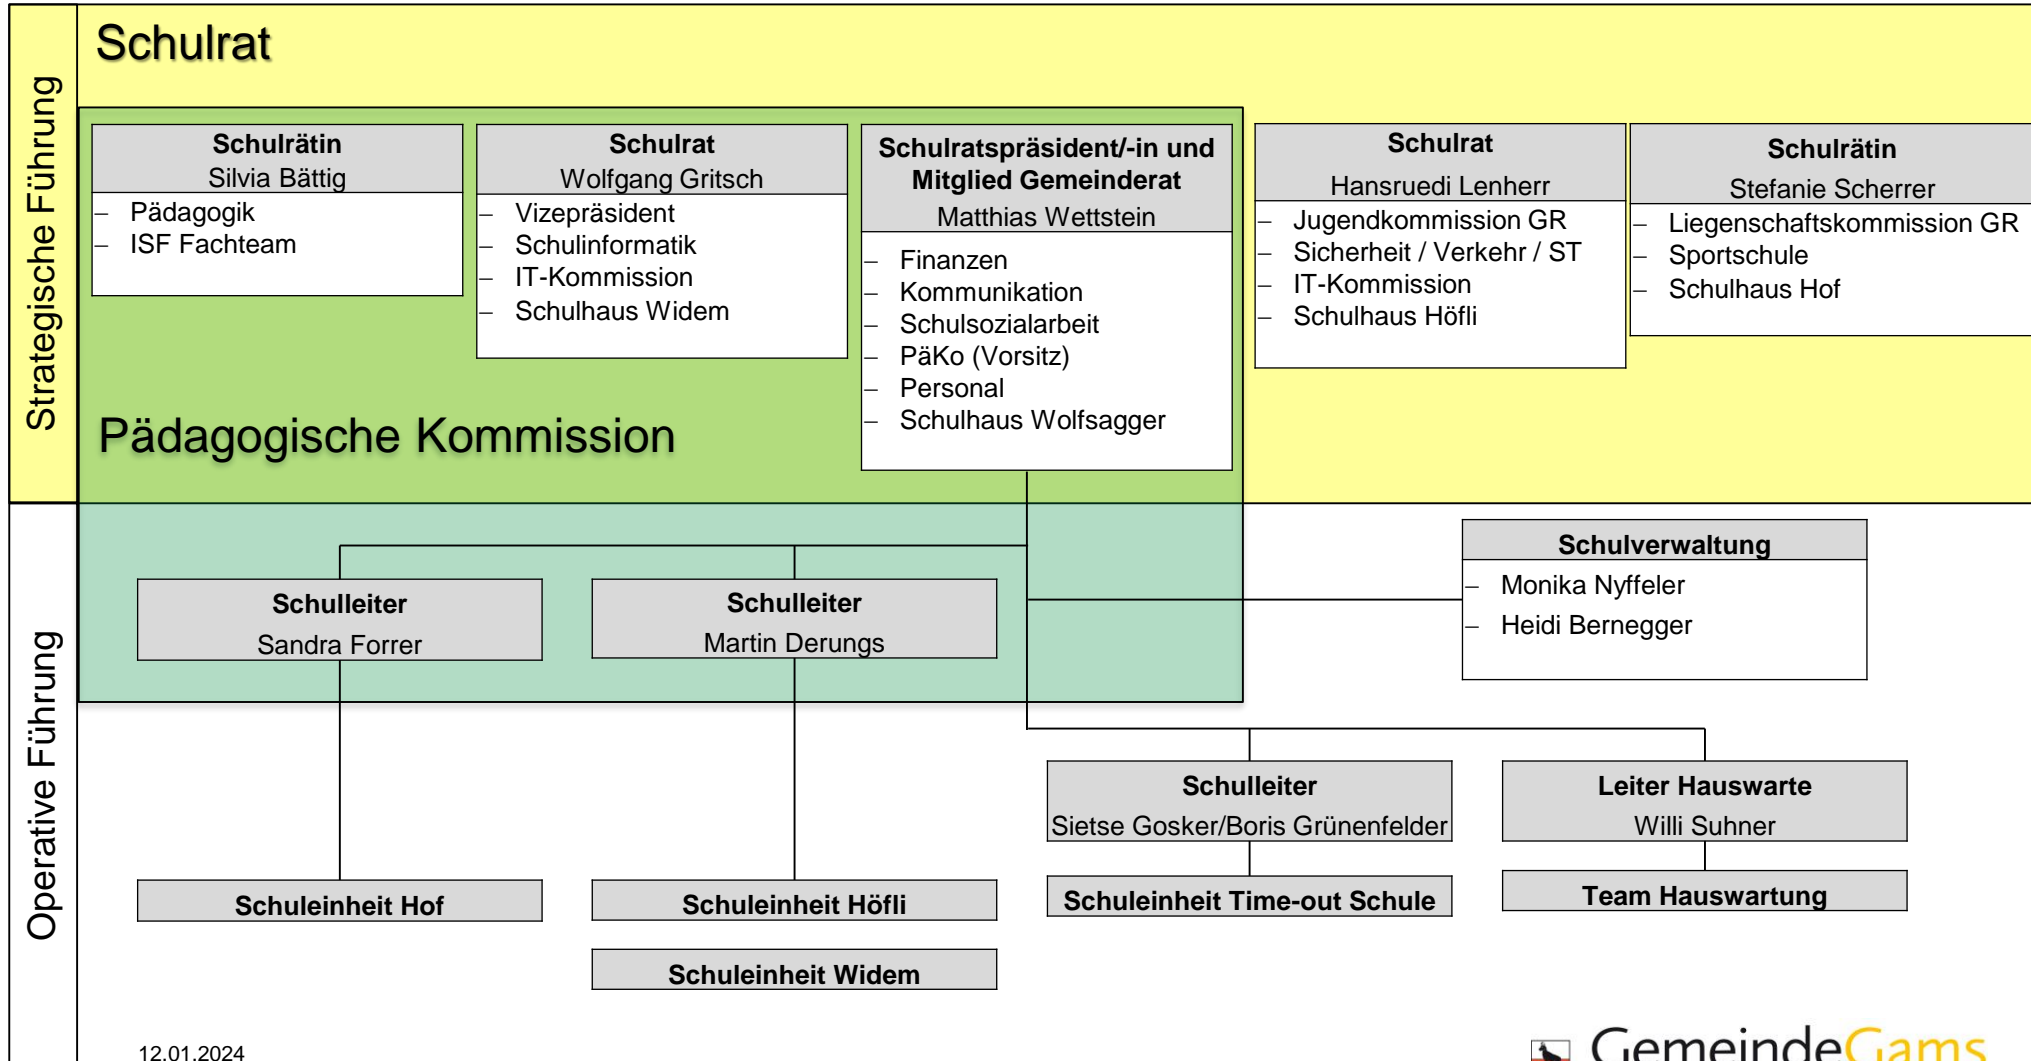 Strategische Führung
Schulrat
Schulrätin
Silvia Bättig
– Pädagogik
– ISF Fachteam
Schulrat
Wolfgang Gritsch
– Vizepräsident
– Schulinformatik
– IT-Kommission
– Schulhaus Widem
Schulratspräsident/-in und
Mitglied Gemeinderat
Matthias Wettstein
– Finanzen
– Kommunikation
– Schulsozialarbeit
– PäKo (Vorsitz)
– Personal
– Schulhaus Wolfsagger
Schulrat
Hansruedi Lenherr
– Jugendkommission GR
– Sicherheit / Verkehr / ST
– IT-Kommission
– Schulhaus Höfli
Schulrätin
Stefanie Scherrer
– Liegenschaftskommission GR
– Sportschule
– Schulhaus Hof
Pädagogische Kommission
Operative Führung
Schulleiter
Sandra Forrer
Schulleiter
Martin Derungs
Schulverwaltung
– Monika Nyffeler
– Heidi Bernegger
Schulleiter
Sietse Gosker/Boris Grünenfelder
Leiter Hauswarte
Willi Suhner
Schuleinheit Hof
Schuleinheit Höfli
Schuleinheit Time-out Schule
Team Hauswartung
Schuleinheit Widem
12.01.2024
GemeindeGams